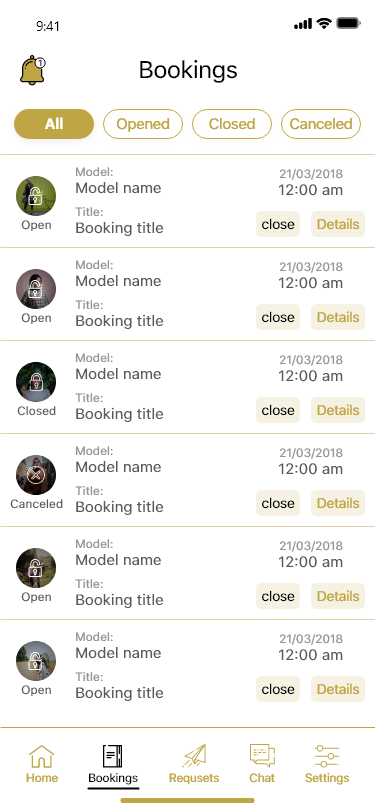 9:41
1
Bookings
All Opened Closed Canceled
Model: 21/03/2018
Model name 12:00 am
Title:
Open Booking title close Details
Model: 21/03/2018
Model name 12:00 am
Title:
Open Booking title close Details
Model: 21/03/2018
Model name 12:00 am
Title:
Closed Booking title close Details
Model: 21/03/2018
Model name 12:00 am
Title:
Canceled Booking title close Details
Model: 21/03/2018
Model name 12:00 am
Title:
Open Booking title close Details
Model: 21/03/2018
Model name 12:00 am
Title:
Open Booking title close Details
Home Bookings Requsets Chat Settings